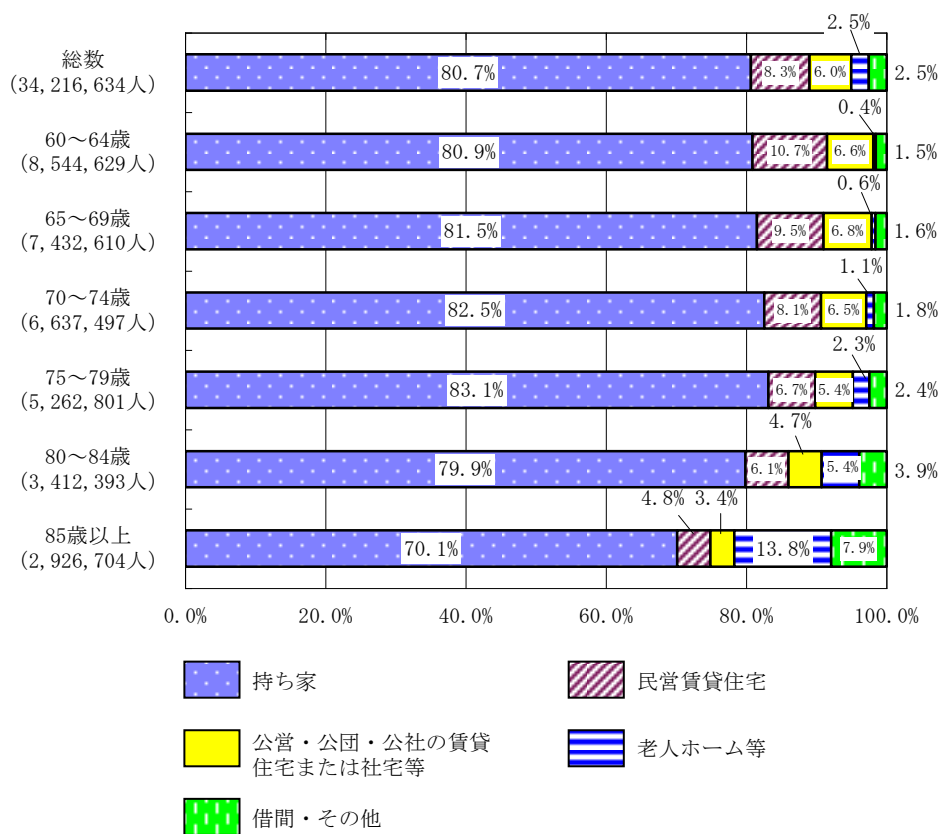 2.5%
総数
(34,216,634人)
80.7%
8.3%
6.0%
2.5%
0.4%
60～64歳
(8,544,629人)
80.9%
10.7%
6.6%
1.5%
0.6%
65～69歳
(7,432,610人)
81.5%
9.5%
6.8%
1.6%
1.1%
70～74歳
(6,637,497人)
82.5%
8.1%
6.5%
1.8%
2.3%
75～79歳
(5,262,801人)
83.1%
6.7%
5.4%
2.4%
4.7%
80～84歳
(3,412,393人)
79.9%
6.1%
5.4%
3.9%
4.8%
3.4%
85歳以上
(2,926,704人)
70.1%
13.8%
7.9%
0.0%
20.0%
40.0%
60.0%
80.0%
100.0%
持ち家
民営賃貸住宅
公営・公団・公社の賃貸
住宅または社宅等
老人ホーム等
借間・その他